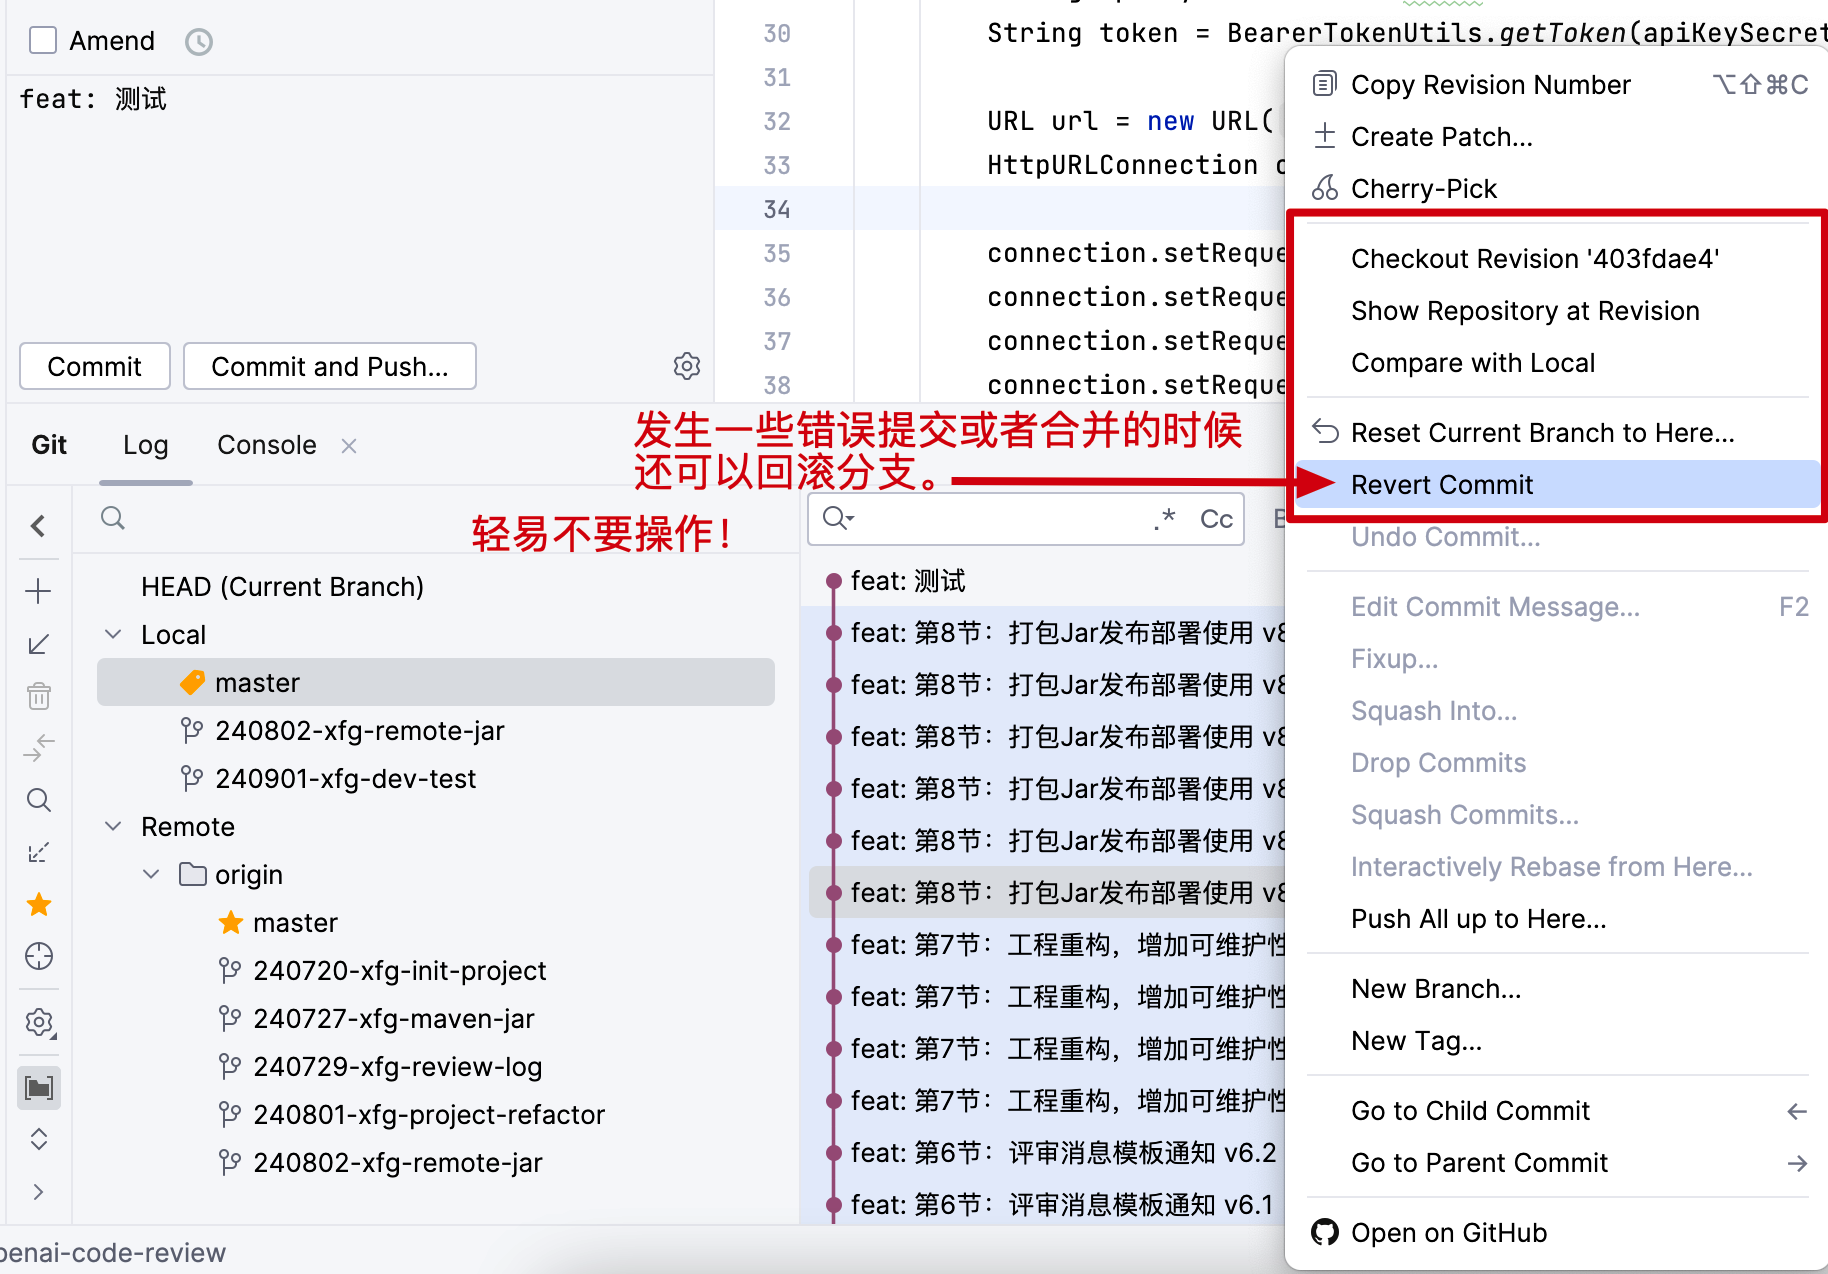 Amend
feat: 测试
Commit
Commit and Push...
30
String token = BearerTokenUtils.getToken(apiKeySecret
31
32
URL url = new URL(
33
HttpURLConnection
34
35
connection.setReque
36
connection.setReque
37
connection.setReque
38
connection.setReque
发生一些错误提交或者合并的时候
还可以回滚分支。
轻易不要操作！
Git
Log
Console
HEAD (Current Branch)
Local
master
240802-xfg-remote-jar
240901-xfg-dev-test
Remote
origin
master
240720-xfg-init-project
240727-xfg-maven-jar
240729-xfg-review-log
240801-xfg-project-refactor
240802-xfg-remote-jar
.* Cc
feat: 测试
feat: 第8节：打包Jar发布部署使用 v8
feat: 第8节：打包Jar发布部署使用 v8
feat: 第8节：打包Jar发布部署使用 v8
feat: 第8节：打包Jar发布部署使用 v8
feat: 第8节：打包Jar发布部署使用 v8
feat: 第8节：打包Jar发布部署使用 v8
feat: 第7节：工程重构，增加可维护性
feat: 第7节：工程重构，增加可维护性
feat: 第7节：工程重构，增加可维护性
feat: 第7节：工程重构，增加可维护性
feat: 第6节：评审消息模板通知 v6.2
feat: 第6节：评审消息模板通知 v6.1
Copy Revision Number ⌥⇧⌘C
Create Patch...
Cherry-Pick
Checkout Revision '403fdae4'
Show Repository at Revision
Compare with Local
Reset Current Branch to Here...
Revert Commit
Undo Commit...
Edit Commit Message... F2
Fixup...
Squash Into...
Drop Commits
Squash Commits...
Interactively Rebase from Here...
Push All up to Here...
New Branch...
New Tag...
Go to Child Commit ←
Go to Parent Commit →
Open on GitHub
penai-code-review